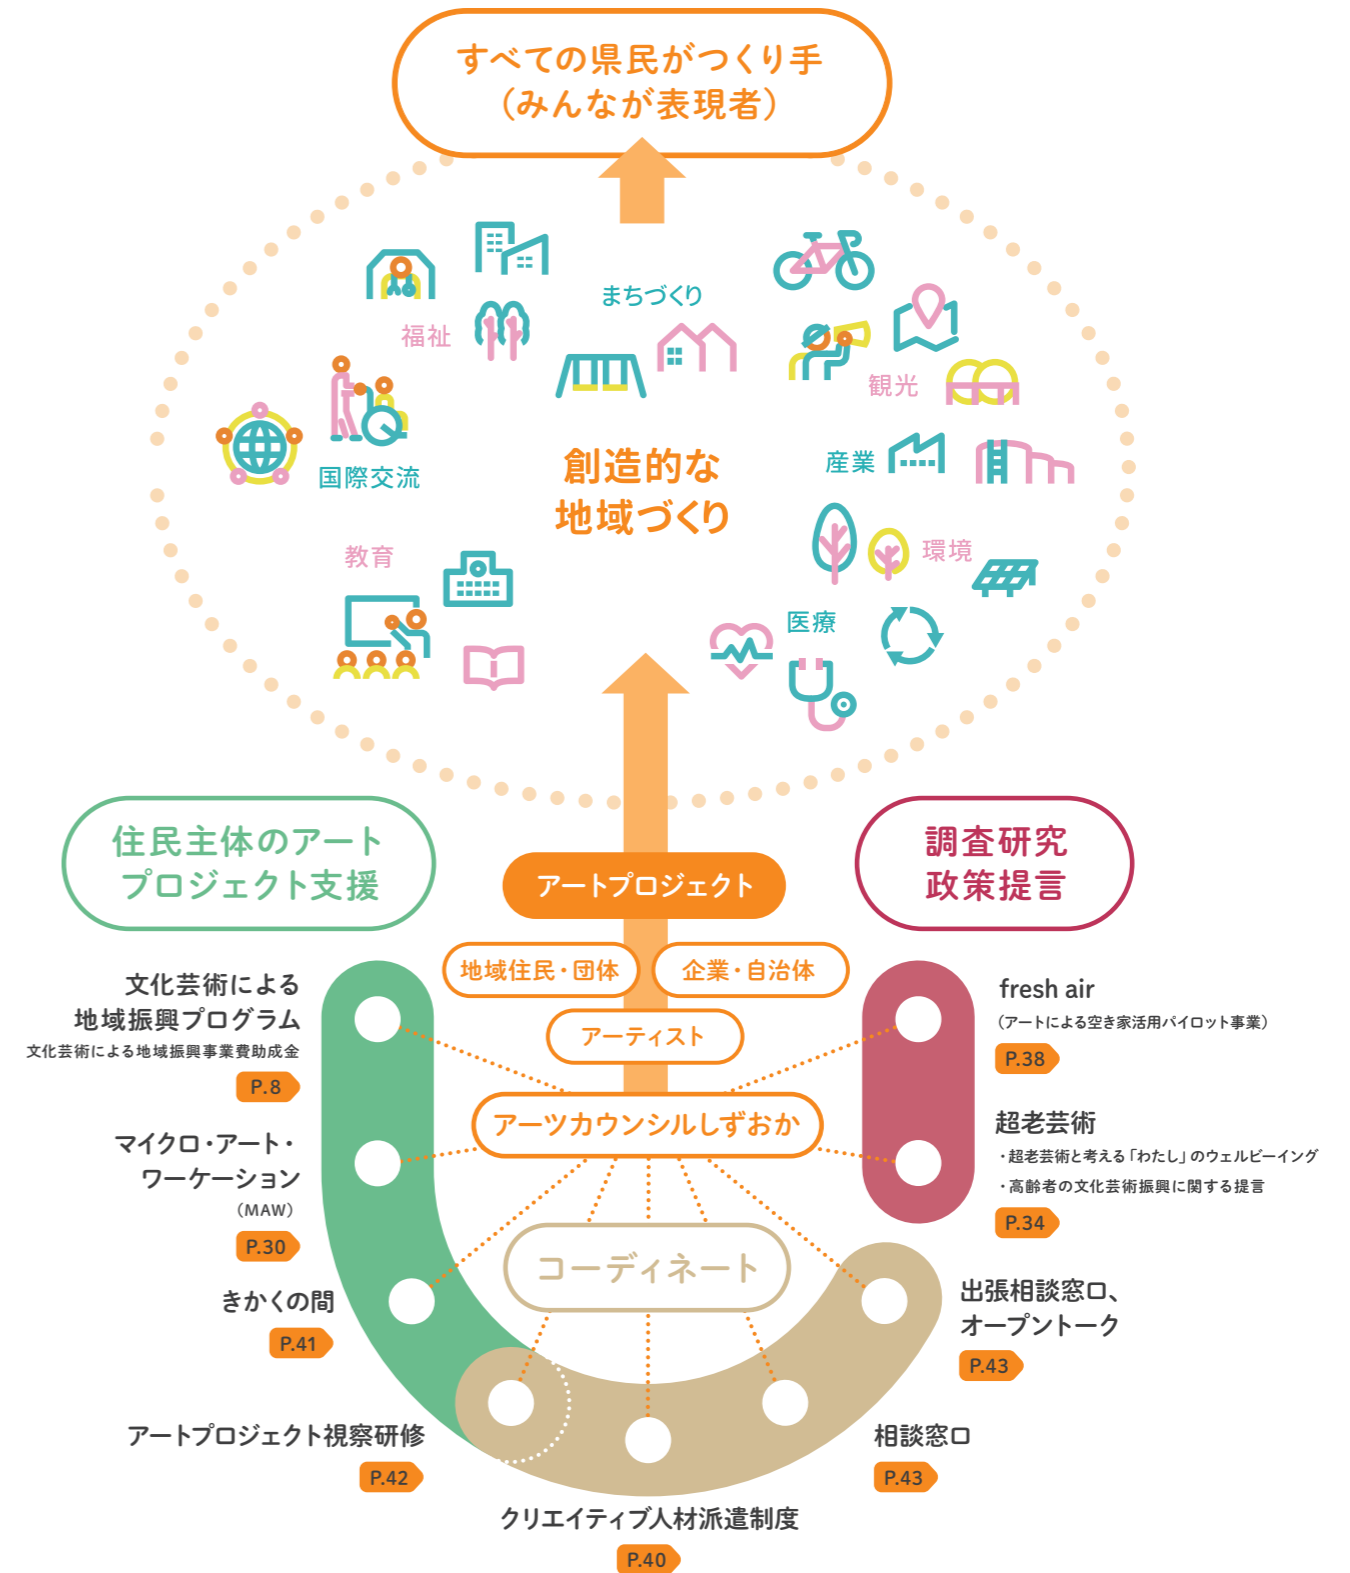 すべての県民がつくり手
（みんなが表現者）
まちづくり
福祉
観光
国際交流
産業
創造的な
地域づくり
教育
環境
医療
住民主体のアート
プロジェクト支援
調査研究
政策提言
アートプロジェクト
地域住民・団体
企業・自治体
アーティスト
アーツカウンシルしずおか
コーディネート
文化芸術による
地域振興プログラム
文化芸術による地域振興事業費助成金
P.8
マイクロ・アート・
ワーケーション
（MAW）
P.30
きかくの間
P.41
アートプロジェクト視察研修
P.42
クリエイティブ人材派遣制度
P.40
相談窓口
P.43
出張相談窓口、
オープントーク
P.43
fresh air
（アートによる空き家活用パイロット事業）
P.38
超老芸術
・超老芸術と考える「わたし」のウェルビーイング
・高齢者の文化芸術振興に関する提言
P.34